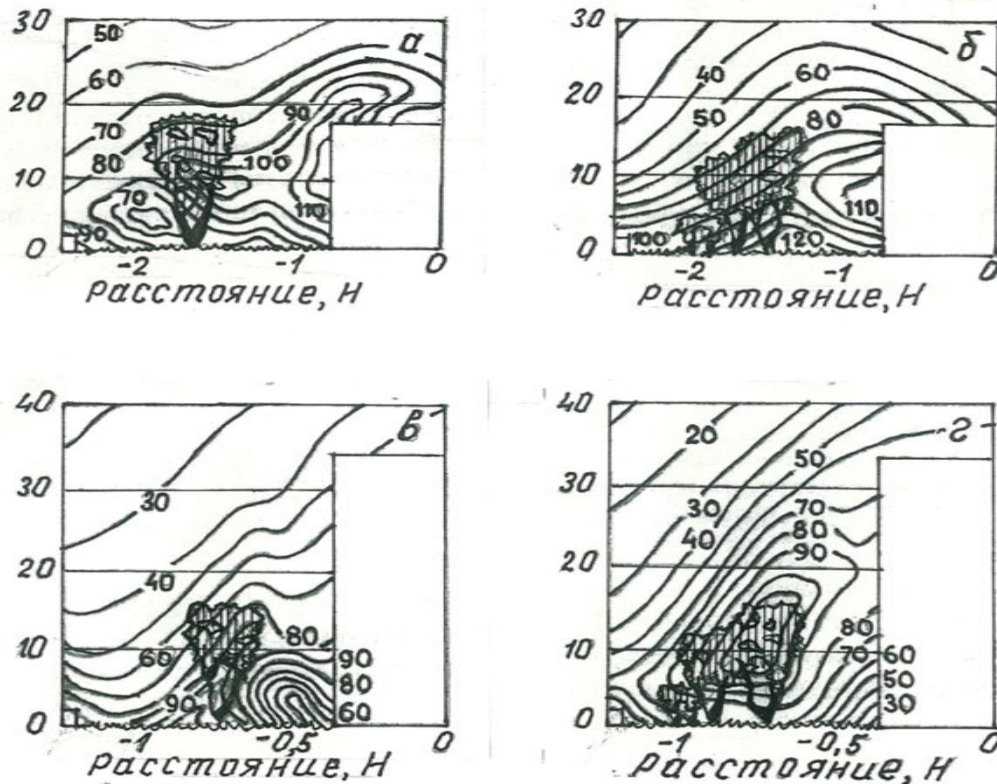 30 50 а
60
20 90
70
80 100
10 70
110
0 90
-2 -1 0
Расстояние, Н
30 б
40 60
20 50
80
10
110
0 100 120
-2 -1 0
Расстояние, Н
40 в
30
30
20
40
10 60 80
90
80
0 90 60
-1 -0,5 0
Расстояние, Н
40 г
20
50
30
30 70
40 80
20 90
80
10 70 60
50
0 30
-1 -0,5 0
Расстояние, Н